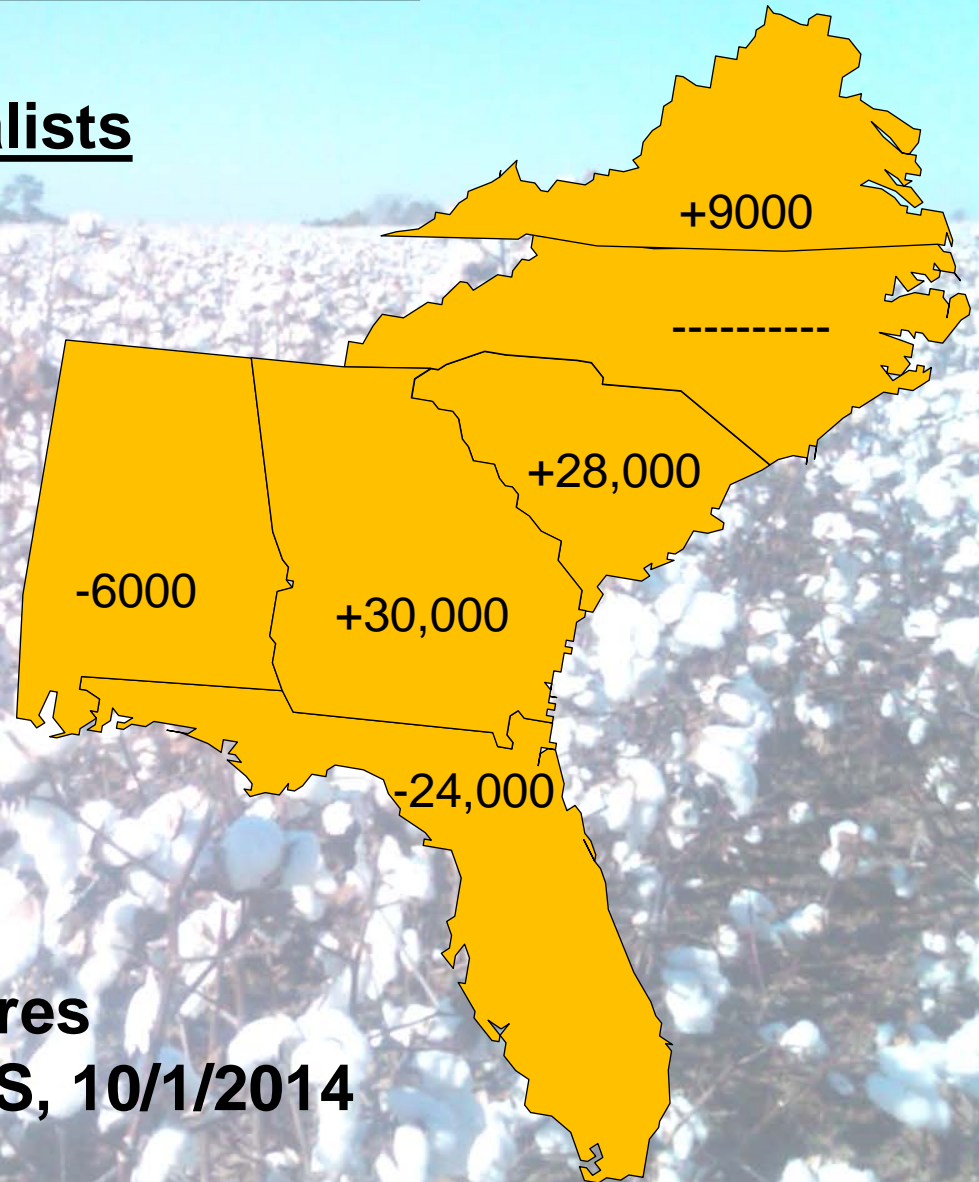 alists
+9000
----------
+28,000
-6000
+30,000
-24,000
res
S, 10/1/2014